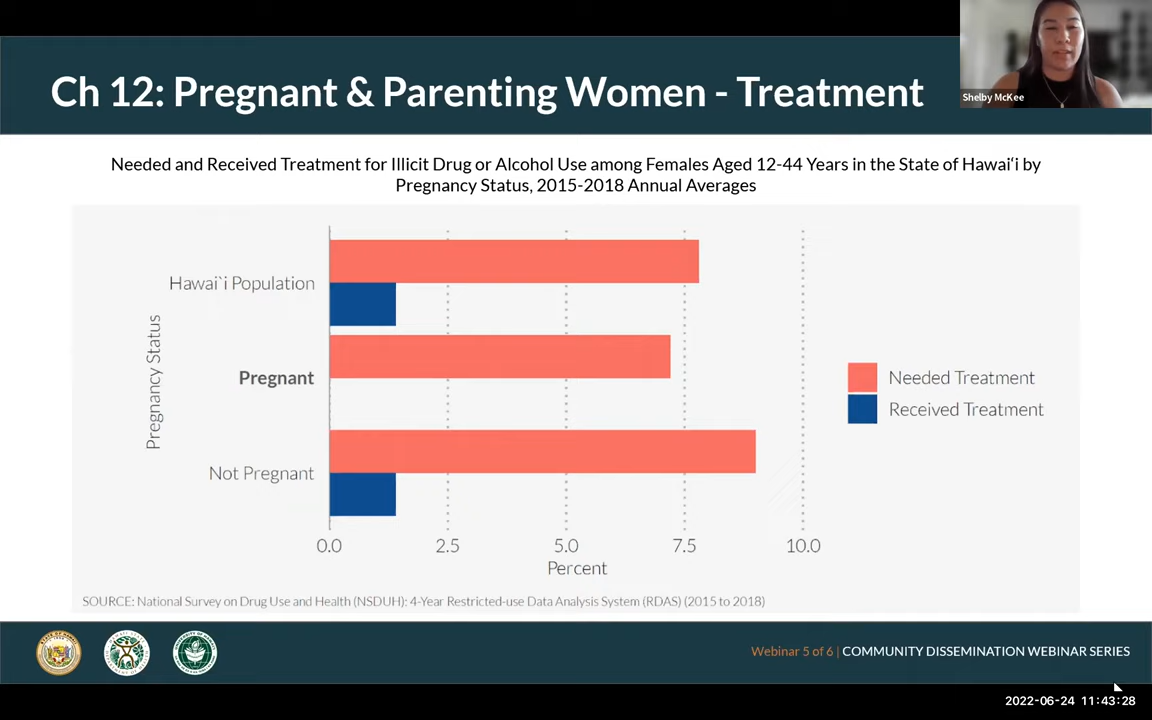 Ch 12: Pregnant & Parenting Women - Treatment
Shelby McKee
Needed and Received Treatment for Illicit Drug or Alcohol Use among Females Aged 12-44 Years in the State of Hawaiʻi by
Pregnancy Status, 2015-2018 Annual Averages
Pregnancy Status
Hawai`i Population
Pregnant
Not Pregnant
Needed Treatment
Received Treatment
0.0 2.5 5.0 7.5 10.0
Percent
SOURCE: National Survey on Drug Use and Health (NSDUH): 4-Year Restricted-use Data Analysis System (RDAS) (2015 to 2018)
Webinar 5 of 6 | COMMUNITY DISSEMINATION WEBINAR SERIES
2022-06-24 11:43:28